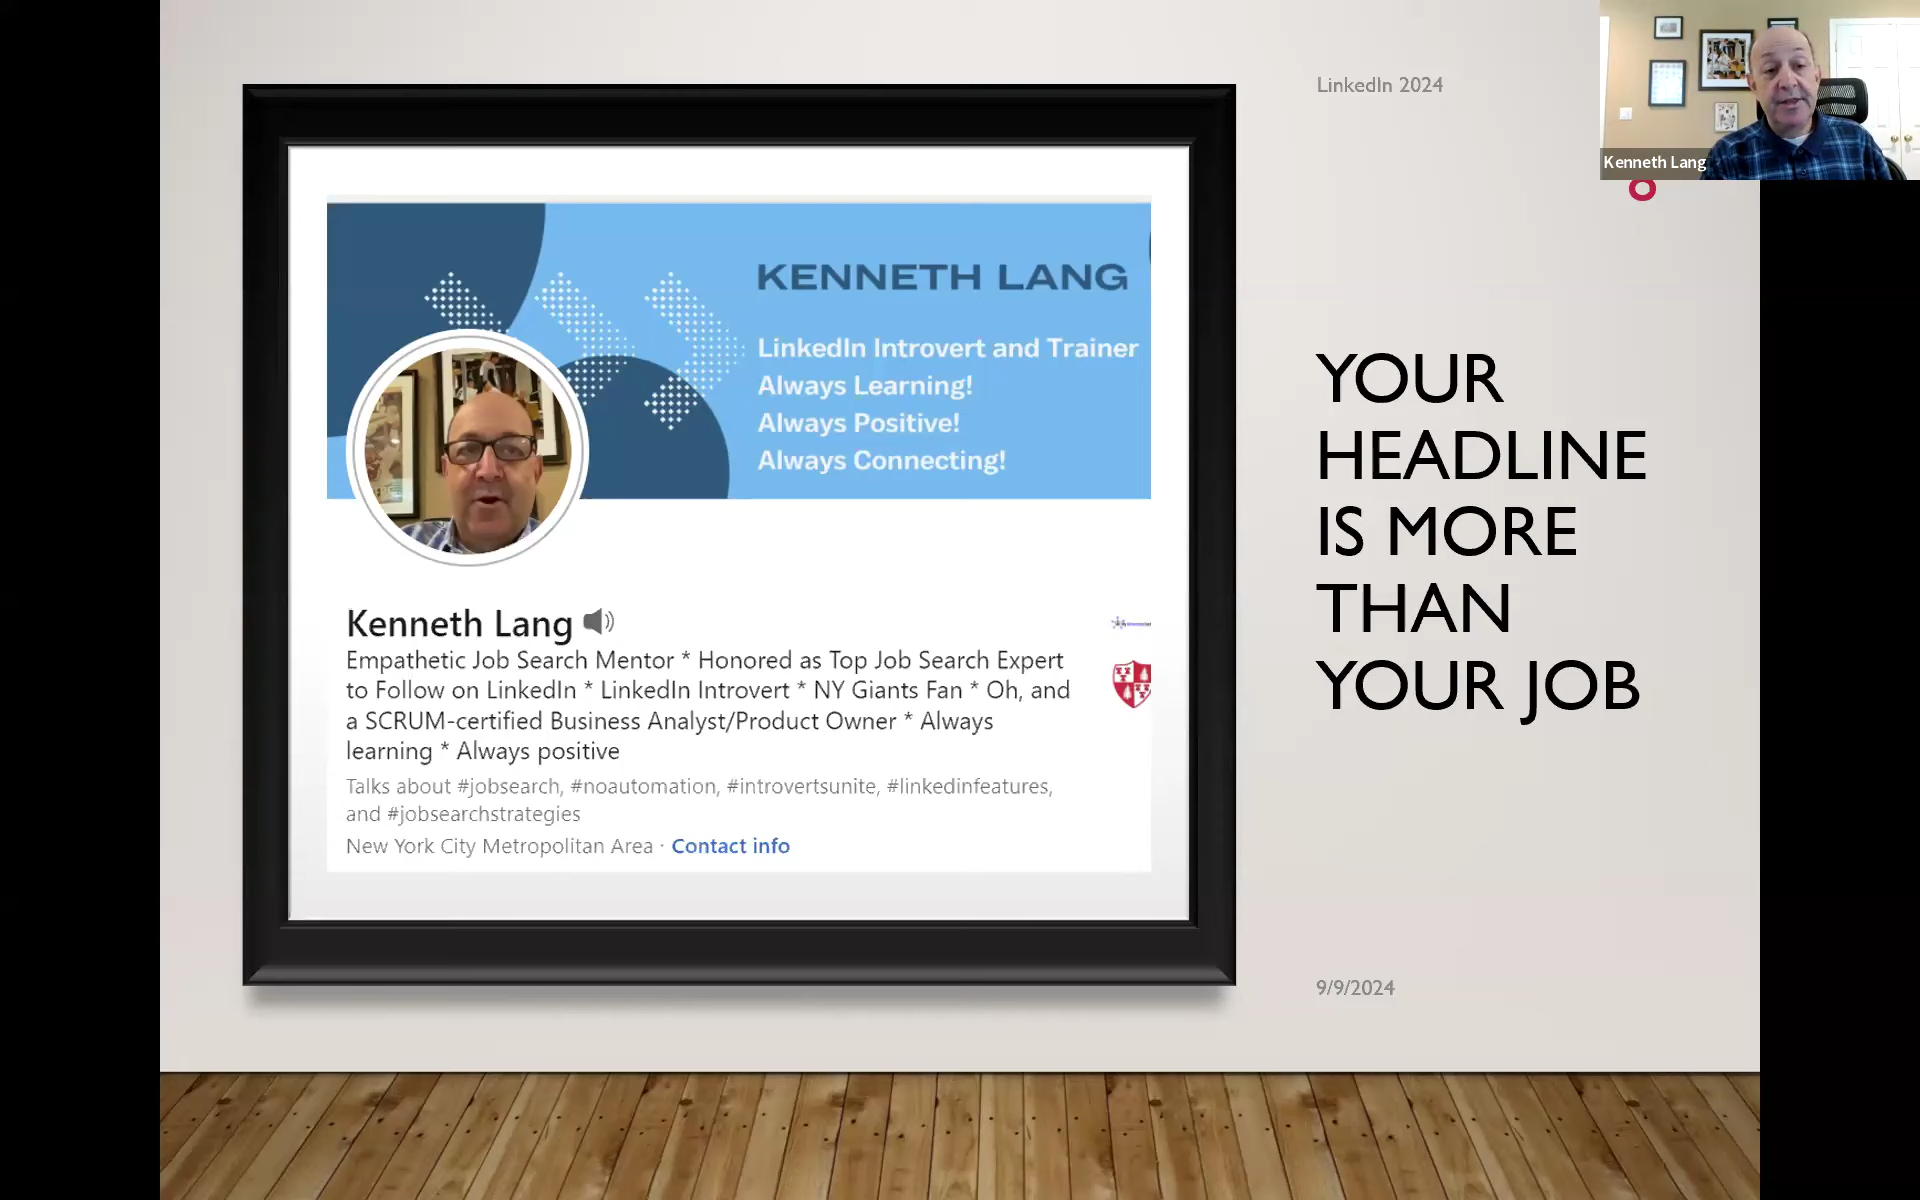 LinkedIn 2024
Kenneth Lang
KENNETH LANG
LinkedIn Introvert and Trainer
Always Learning!
Always Positive!
Always Connecting!
Kenneth Lang
Empathetic Job Search Mentor * Honored as Top Job Search Expert
to Follow on LinkedIn * LinkedIn Introvert * NY Giants Fan * Oh, and
a SCRUM-certified Business Analyst/Product Owner * Always
learning * Always positive
Talks about #jobsearch, #noautomation, #introvertsunite, #linkedinfeatures,
and #jobsearchstrategies
New York City Metropolitan Area · Contact info
YOUR
HEADLINE
IS MORE
THAN
YOUR JOB
9/9/2024